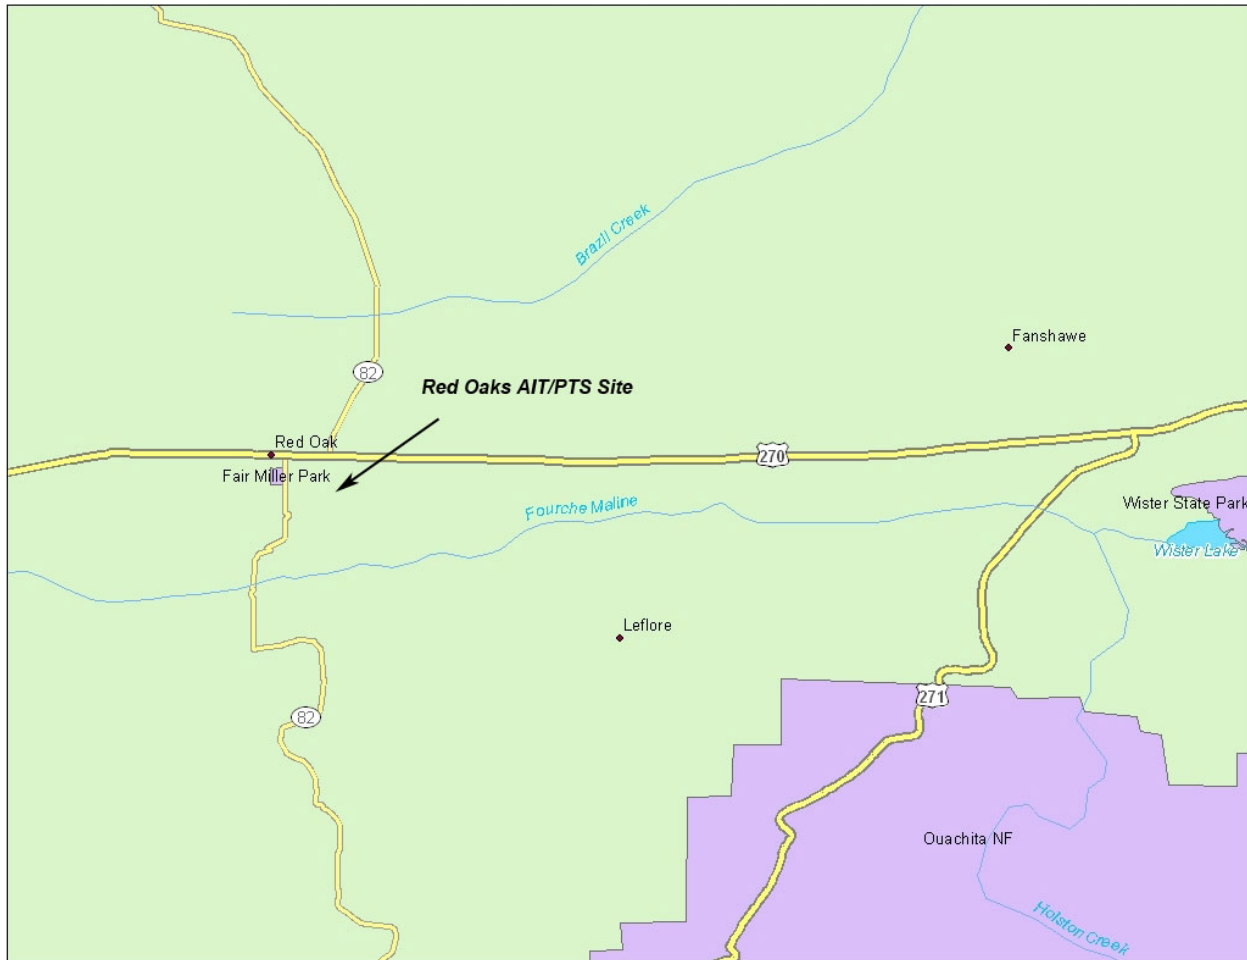 Brazil Creek
Fanshawe
82
Red Oaks AIT/PTS Site
Red Oak
270
Fair Miller Park
Fourche Maline
Wister State Park
Wister Lake
Leflore
271
82
Ouachita NF
Holston Creek